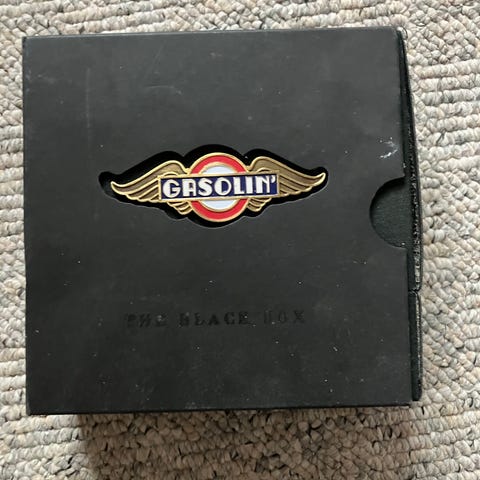 GASOLIN'
THE BLACK BOX